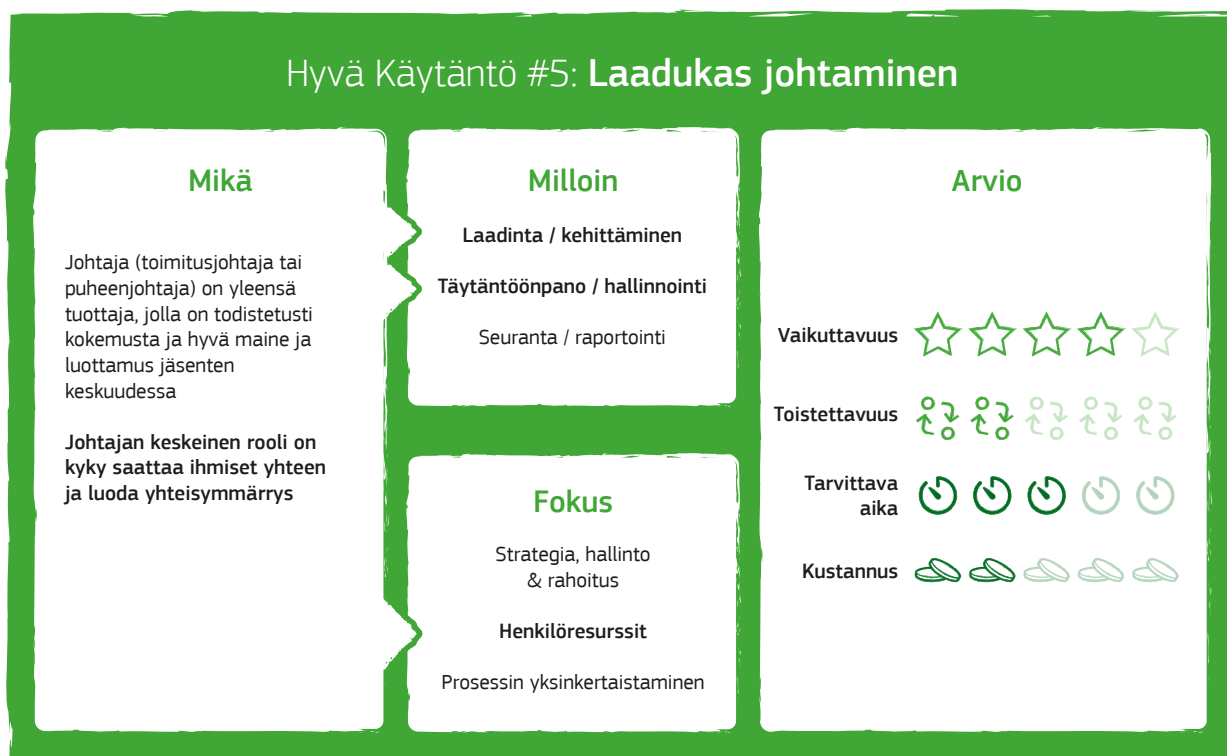 Hyvä Käytäntö #5: Laadukas johtaminen
Mikä
Johtaja (toimitusjohtaja tai
puheenjohtaja) on yleensä
tuottaja, jolla on todistetusti
kokemusta ja hyvä maine ja
luottamus jäsenten
keskuudessa
Johtajan keskeinen rooli on
kyky saattaa ihmiset yhteen
ja luoda yhteisymmärrys
Milloin
Laadinta / kehittäminen
Täytäntöönpano / hallinnointi
Seuranta / raportointi
Fokus
Strategia, hallinto
& rahoitus
Henkilöresurssit
Prosessin yksinkertaistaminen
Arvio
Vaikuttavuus
Toistettavuus
Tarvittava
aika
Kustannus